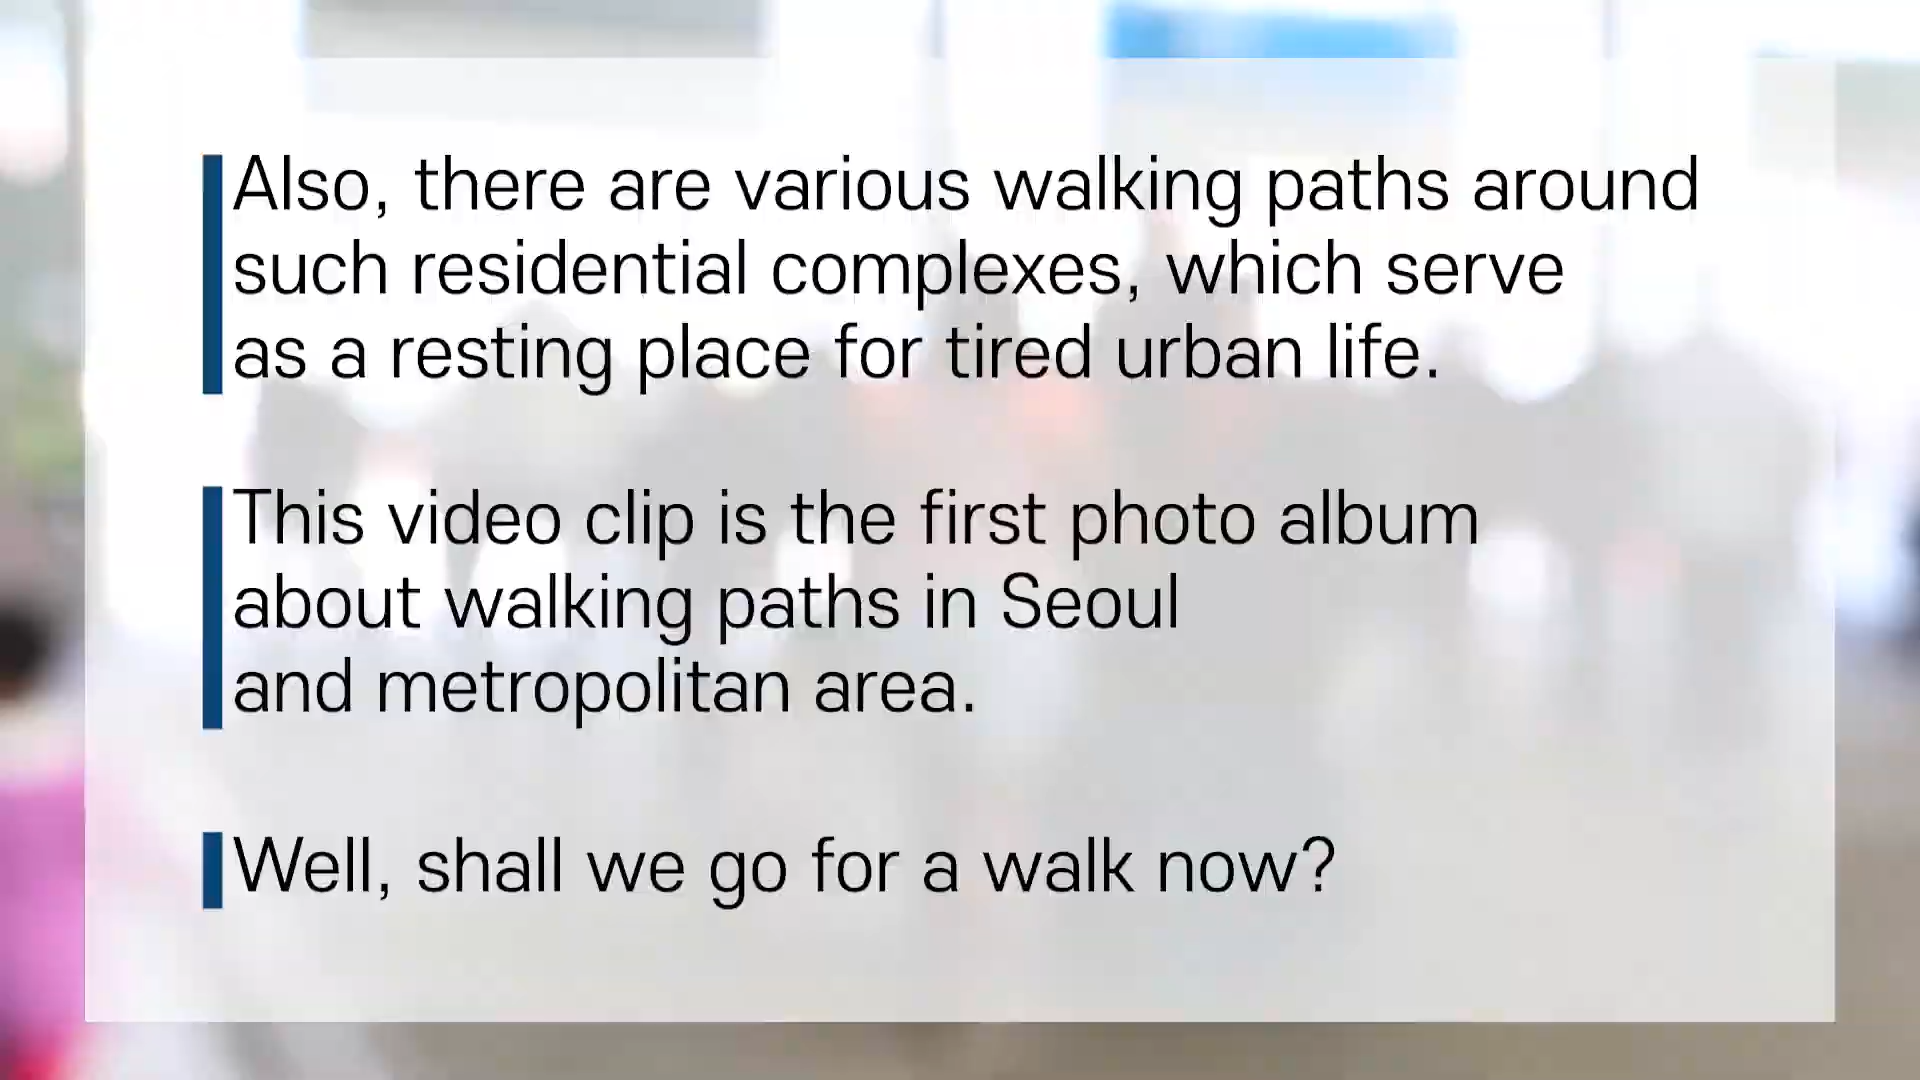 Also, there are various walking paths around
such residential complexes, which serve
as a resting place for tired urban life.
This video clip is the first photo album
about walking paths in Seoul
and metropolitan area.
Well, shall we go for a walk now?